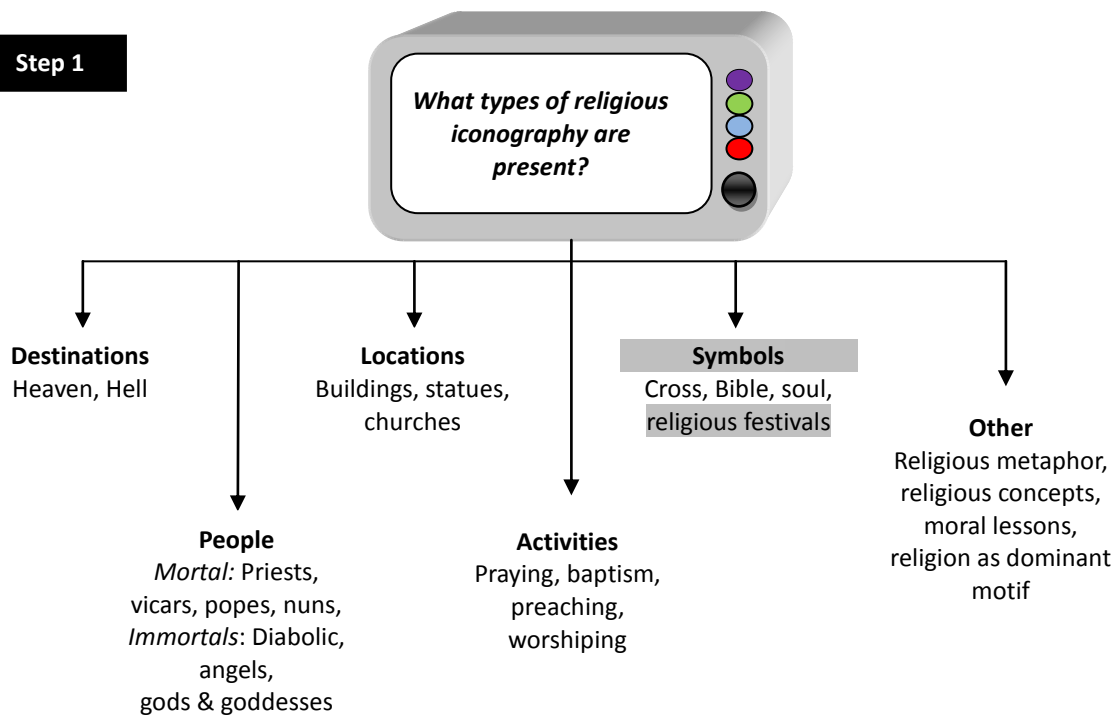 Step 1
What types of religious
iconography are
present?
Destinations
Heaven, Hell
Locations
Buildings, statues,
churches
Symbols
Cross, Bible, soul,
religious festivals
Other
Religious metaphor,
religious concepts,
moral lessons,
religion as dominant
motif
People
Mortal: Priests,
vicars, popes, nuns,
Immortals: Diabolic,
angels,
gods & goddesses
Activities
Praying, baptism,
preaching,
worshiping